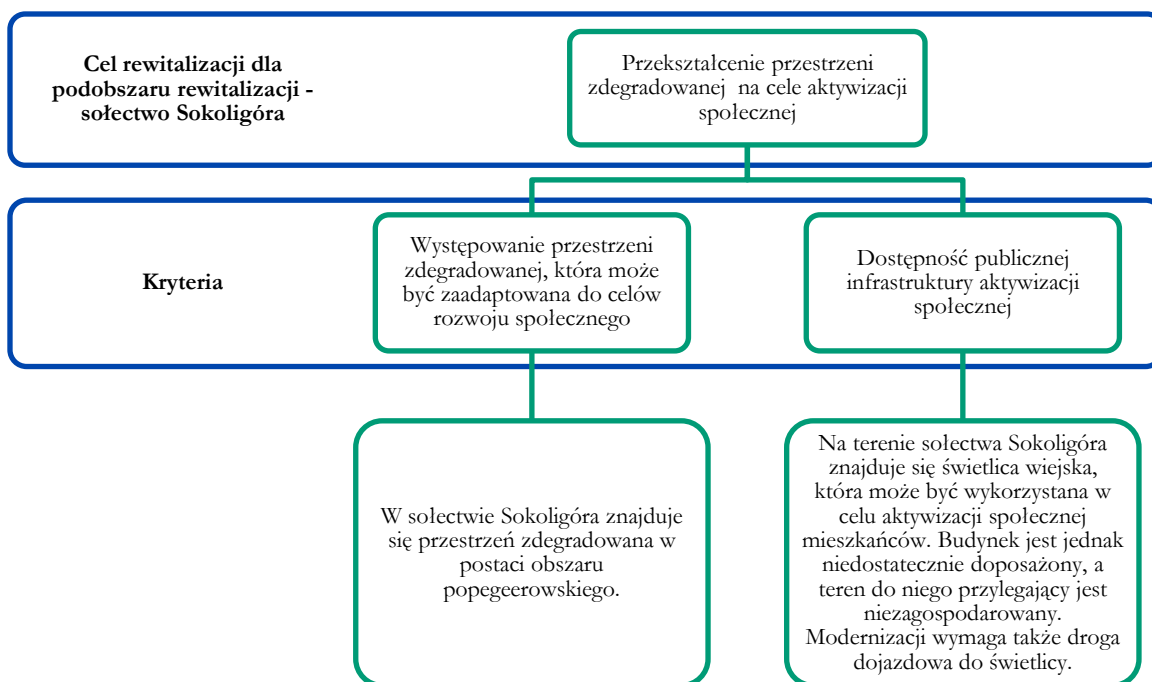 Cel rewitalizacji dla
podobszaru rewitalizacji -
sołectwo Sokoligóra
Przekształcenie przestrzeni
zdegradowanej na cele aktywizacji
społecznej
Kryteria
Występowanie przestrzeni
zdegradowanej, która może
być zaadaptowana do celów
rozwoju społecznego
Dostępność publicznej
infrastruktury aktywizacji
społecznej
W sołectwie Sokoligóra znajduje
się przestrzeń zdegradowana w
postaci obszaru
popegeerowskiego.
Na terenie sołectwa Sokoligóra
znajduje się świetlica wiejska,
która może być wykorzystana w
celu aktywizacji społecznej
mieszkańców. Budynek jest jednak
niedostatecznie doposażony, a
teren do niego przylegający jest
niezagospodarowany.
Modernizacji wymaga także droga
dojazdowa do świetlicy.